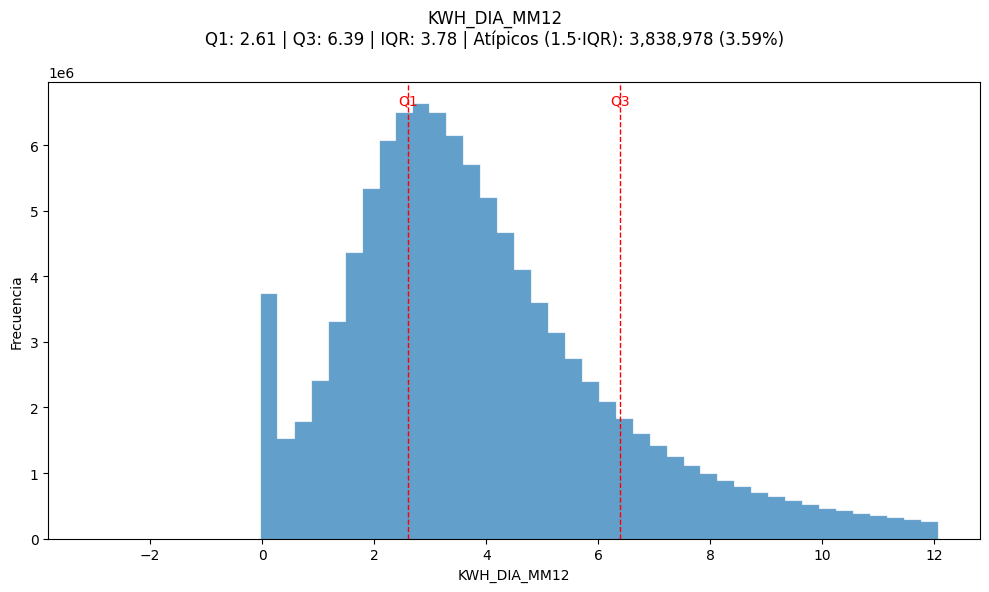 KWH_DIA_MM12
Q1: 2.61 | Q3: 6.39 | IQR: 3.78 | Atípicos (1.5·IQR): 3,838,978 (3.59%)
1e6
Q1
Q3
6
5
4
3
2
1
0
Frecuencia
−2
0
2
4
6
8
10
12
KWH_DIA_MM12